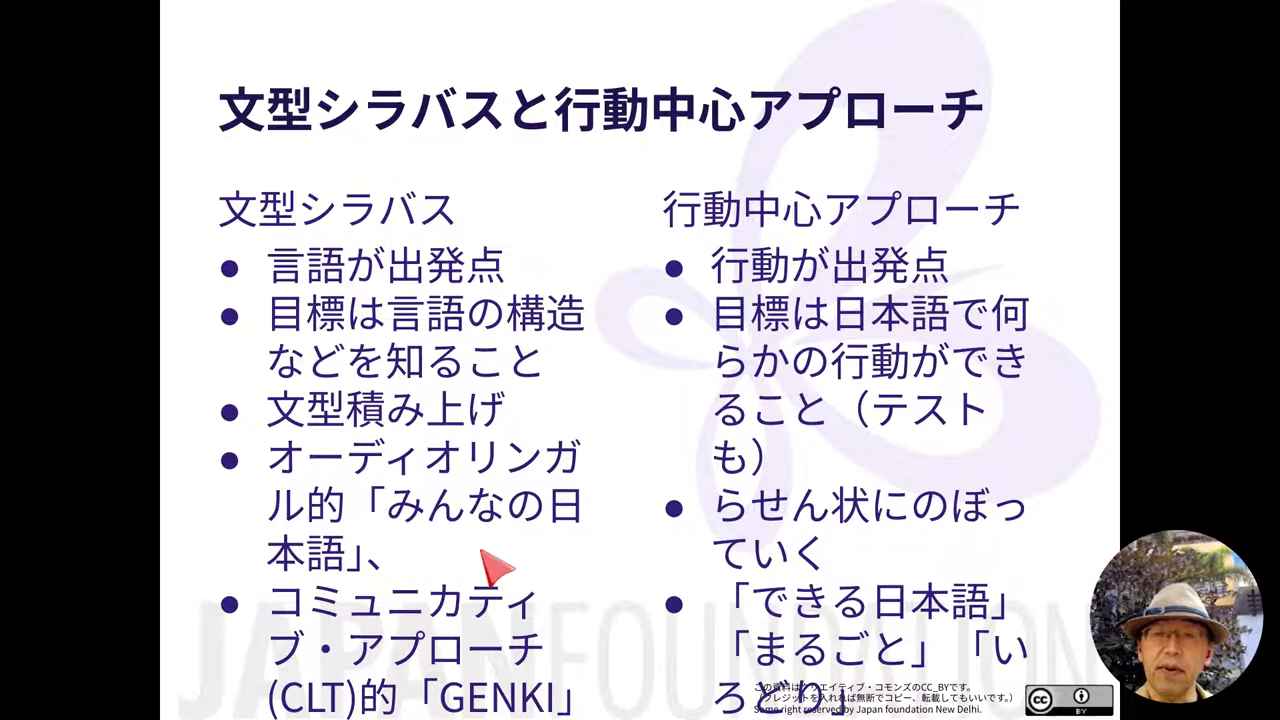 文型シラバスと行動中心アプローチ
文型シラバス
● 言語が出発点
● 目標は言語の構造
などを知ること
● 文型積み上げ
● オーディオリンガ
ル的「みんなの日
本語」、
● コミュニカティ
ブ・アプローチ
(CLT)的「GENKI」
行動中心アプローチ
● 行動が出発点
● 目標は日本語で何
らかの行動ができ
ること（テスト
も）
● らせん状にのぼっ
ていく
● 「できる日本語」
「まるごと」「い
ろどり」
この資料はクリエイティブ・コモンズのCC_BYです。
クレジットを入れれば無断でコピー、転載してもいいです。）
Some right reserved by Japan foundation New Delhi.
CC BY
JAPANFOUNDATION